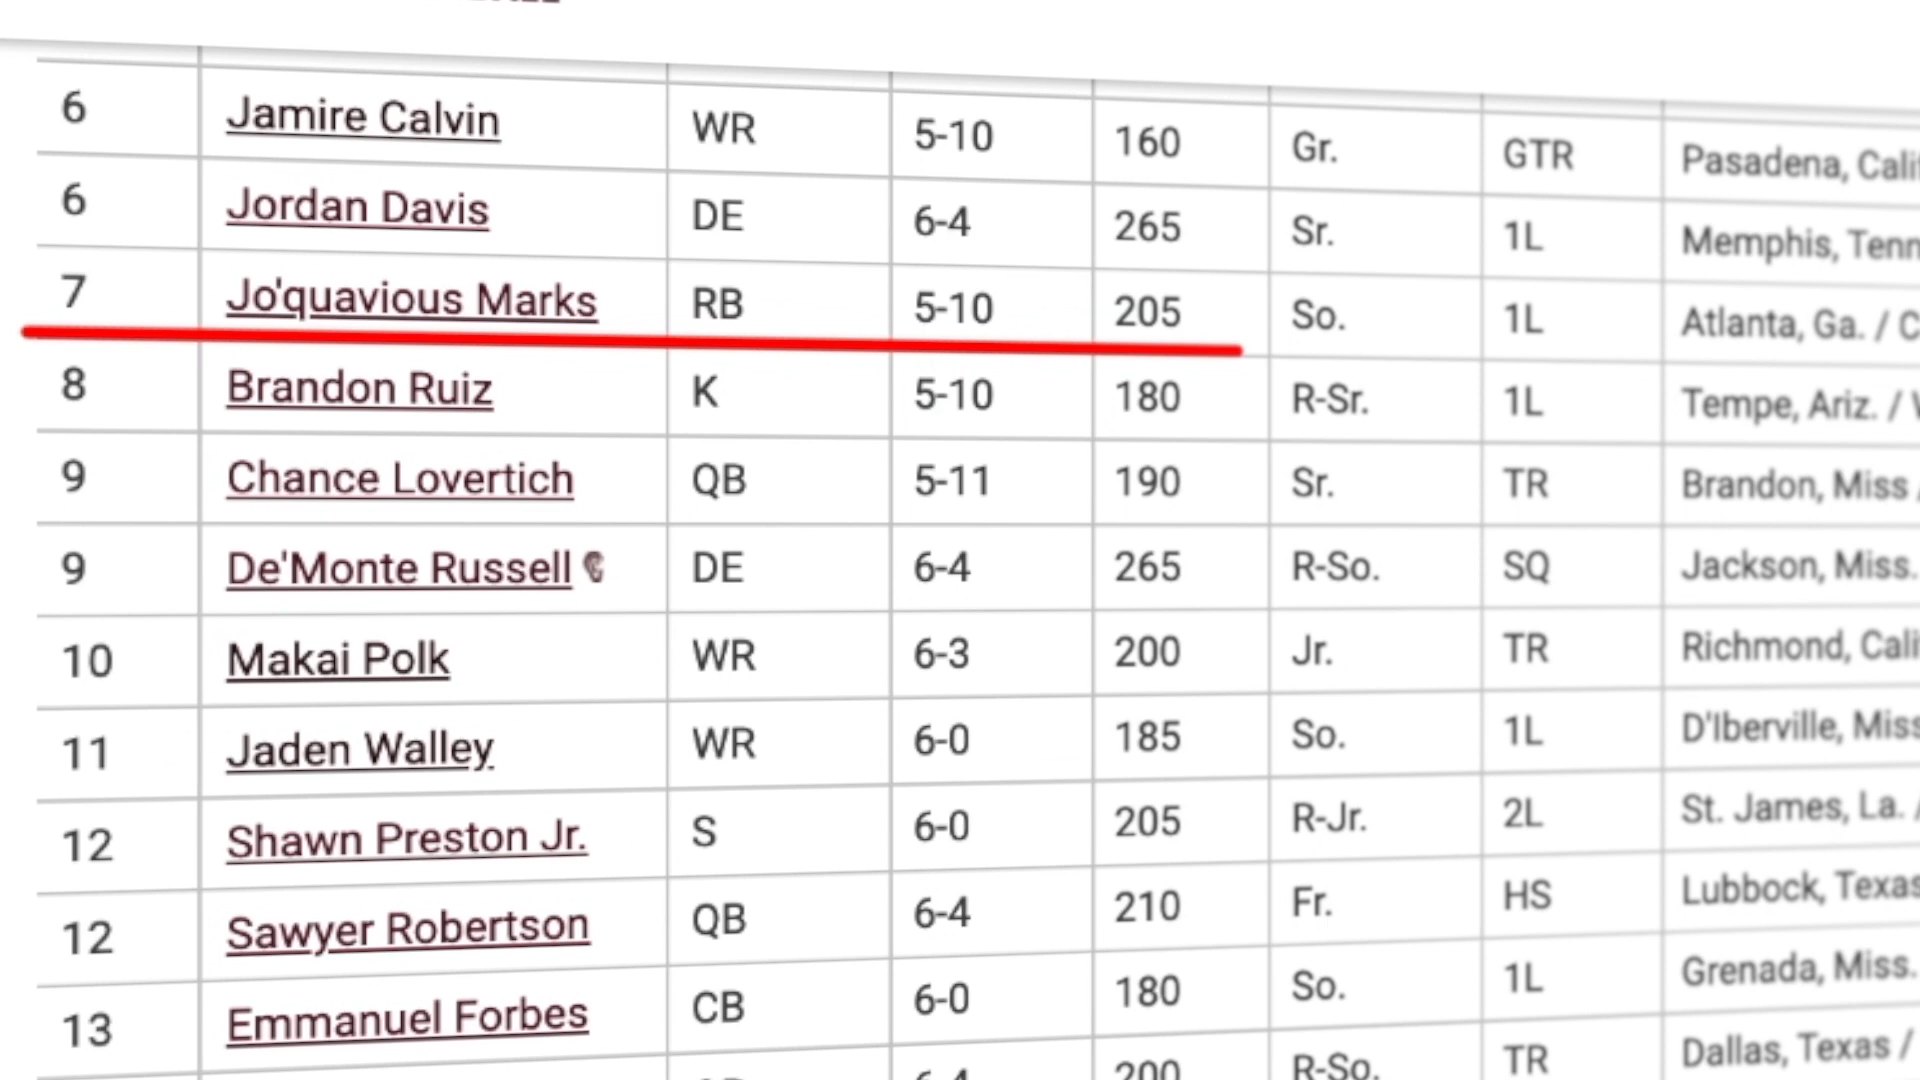 6 Jamire Calvin WR 5-10 160 Gr. GTR Pasadena,
6 Jordan Davis DE 6-4 265 Sr. 1L Memphis, Tenn
7 Jo'quavious Marks RB 5-10 205 So. 1L Atlanta, Ga. / C
8 Brandon Ruiz K 5-10 180 R-Sr. 1L Tempe, Ariz. /
9 Chance Lovertich QB 5-11 190 Sr. TR Brandon, Miss
9 De'Monte Russell DE 6-4 265 R-So. SQ Jackson, Miss.
10 Makai Polk WR 6-3 200 Jr. TR Richmond, Cali
11 Jaden Walley WR 6-0 185 So. 1L D'Iberville, Miss
12 Shawn Preston Jr. S 6-0 205 R-Jr. 2L St. James, La. /
12 Sawyer Robertson QB 6-4 210 Fr. HS Lubbock, Texas
13 Emmanuel Forbes CB 6-0 180 So. 1L Grenada, Miss.
6-4 200 R-So. TR Dallas, Texas /